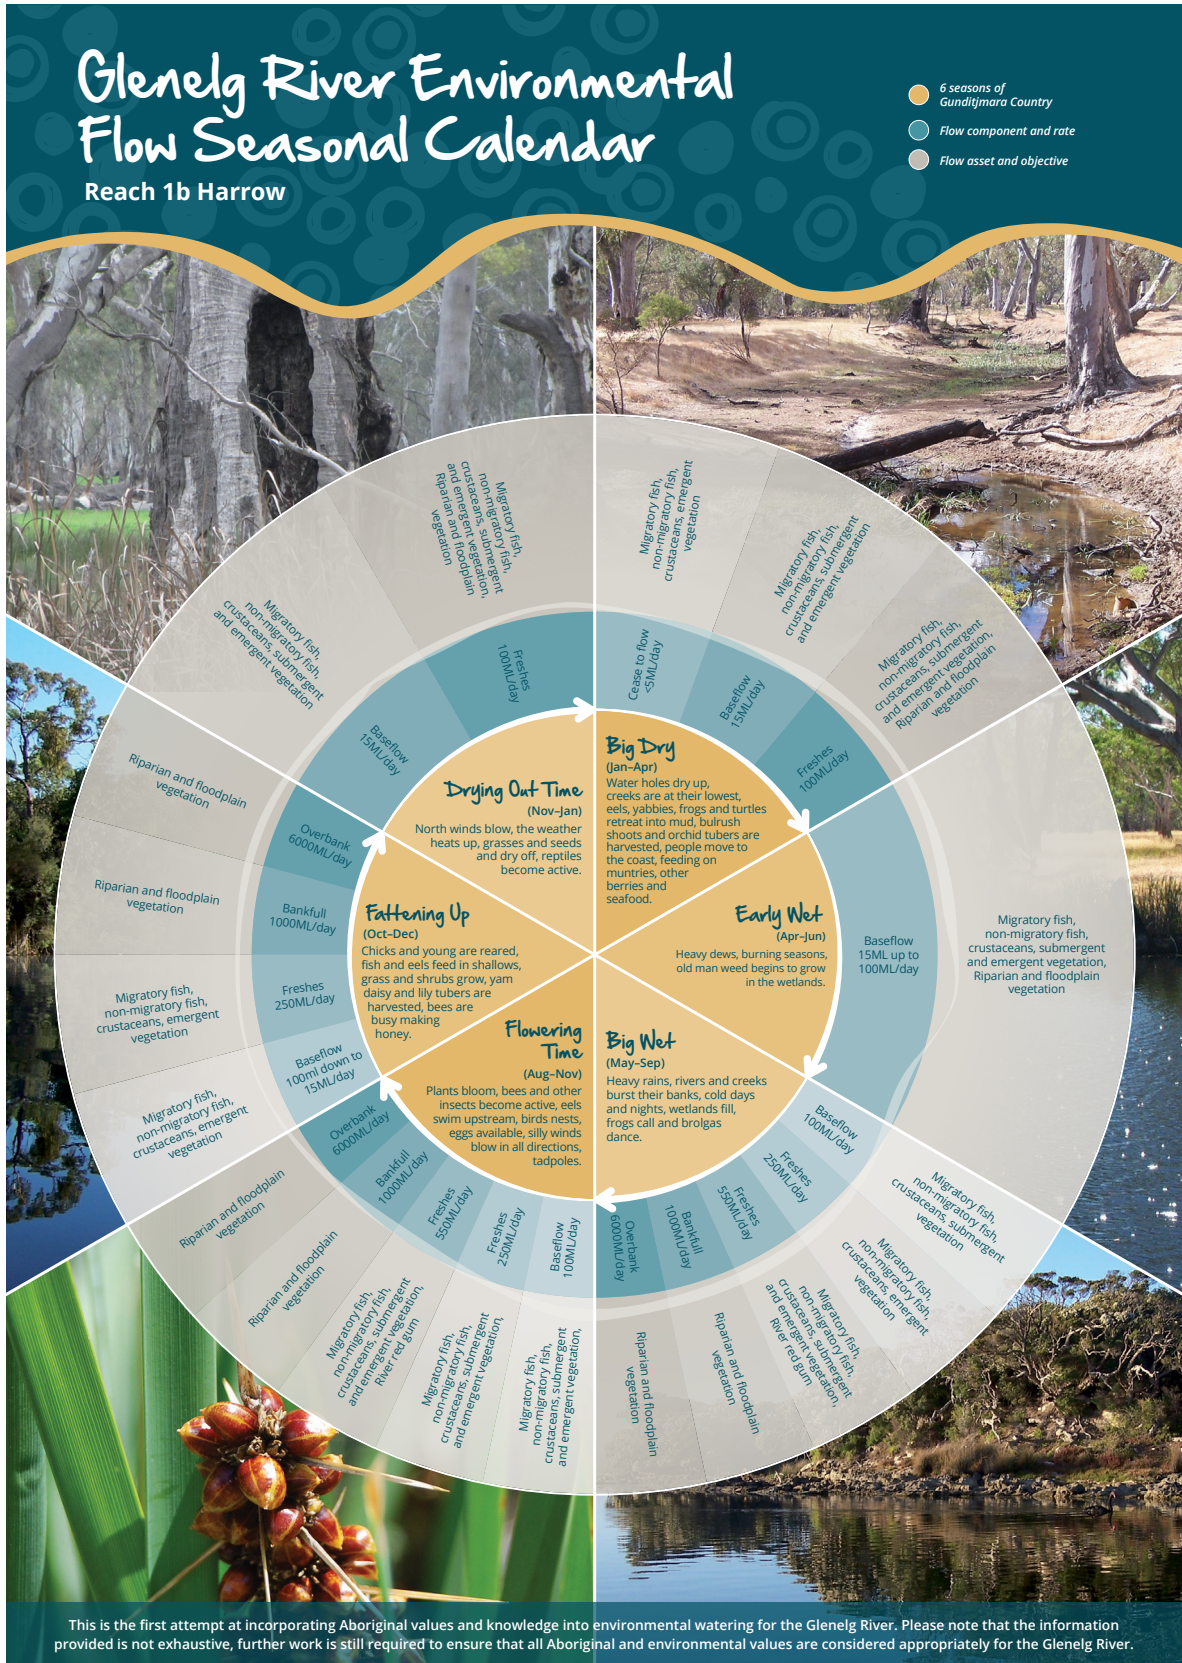 Glenelg River Environmental
Flow Seasonal Calendar
Reach 1b Harrow
6 seasons of
Gunditjmara Country
Flow component and rate
Flow asset and objective
Big Dry
(Jan–Apr)
Water holes dry up,
creeks are at their lowest,
eels, yabbies, frogs and turtles
retreat into mud, bulrush
shoots and orchid tubers are
harvested, people move to
the coast, feeding on
muntries, other
berries and
seafood.
Cease to flow
<5ML/day
Migratory fish,
non-migratory fish,
crustaceans, emergent
vegetation
Baseflow
15ML/day
Migratory fish,
non-migratory fish,
crustaceans, submergent
and emergent vegetation
Freshes
100ML/day
Migratory fish,
non-migratory fish,
crustaceans, submergent
and emergent vegetation,
Riparian and floodplain
vegetation
Early Wet
(Apr–Jun)
Heavy dews, burning seasons,
old man weed begins to grow
in the wetlands.
Baseflow
15ML up to
100ML/day
Migratory fish,
non-migratory fish,
crustaceans, submergent
and emergent vegetation,
Riparian and floodplain
vegetation
Big Wet
(May–Sep)
Heavy rains, rivers and creeks
burst their banks, cold days
and nights, wetlands fill,
frogs call and brolgas
dance.
Baseflow
100ML/day
Migratory fish,
non-migratory fish,
crustaceans, submergent
vegetation
Freshes
250ML/day
Migratory fish,
non-migratory fish,
crustaceans, emergent
vegetation
Freshes
550ML/day
Migratory fish,
non-migratory fish,
crustaceans, submergent
and emergent vegetation,
River red gum
Bankfull
1000ML/day
Riparian and floodplain
vegetation
Overbank
6000ML/day
Riparian and floodplain
vegetation
Flowering
Time
(Aug–Nov)
Plants bloom, bees and other
insects become active, eels
swim upstream, birds nests,
eggs available, silly winds
blow in all directions,
tadpoles.
Baseflow
100ML/day
Migratory fish,
non-migratory fish,
crustaceans, submergent
and emergent vegetation,
Freshes
250ML/day
Migratory fish,
non-migratory fish,
crustaceans, submergent
and emergent vegetation,
Freshes
550ML/day
Migratory fish,
non-migratory fish,
crustaceans, submergent
and emergent vegetation,
River red gum
Bankfull
1000ML/day
Riparian and floodplain
vegetation
Overbank
6000ML/day
Riparian and floodplain
vegetation
Fattening Up
(Oct–Dec)
Chicks and young are reared,
fish and eels feed in shallows,
grass and shrubs grow, yam
daisy and lily tubers are
harvested, bees are
busy making
honey.
Baseflow
100ml down to
15ML/day
Migratory fish,
non-migratory fish,
crustaceans, emergent
vegetation
Freshes
250ML/day
Migratory fish,
non-migratory fish,
crustaceans, emergent
vegetation
Bankfull
1000ML/day
Riparian and floodplain
vegetation
Overbank
6000ML/day
Riparian and floodplain
vegetation
Drying Out Time
(Nov–Jan)
North winds blow, the weather
heats up, grasses and seeds
and dry off, reptiles
become active.
Baseflow
15ML/day
Migratory fish,
non-migratory fish,
crustaceans, submergent
and emergent vegetation
Freshes
100ML/day
Migratory fish,
non-migratory fish,
crustaceans, submergent
and emergent vegetation,
Riparian and floodplain
vegetation
This is the first attempt at incorporating Aboriginal values and knowledge into environmental watering for the Glenelg River. Please note that the information
provided is not exhaustive, further work is still required to ensure that all Aboriginal and environmental values are considered appropriately for the Glenelg River.